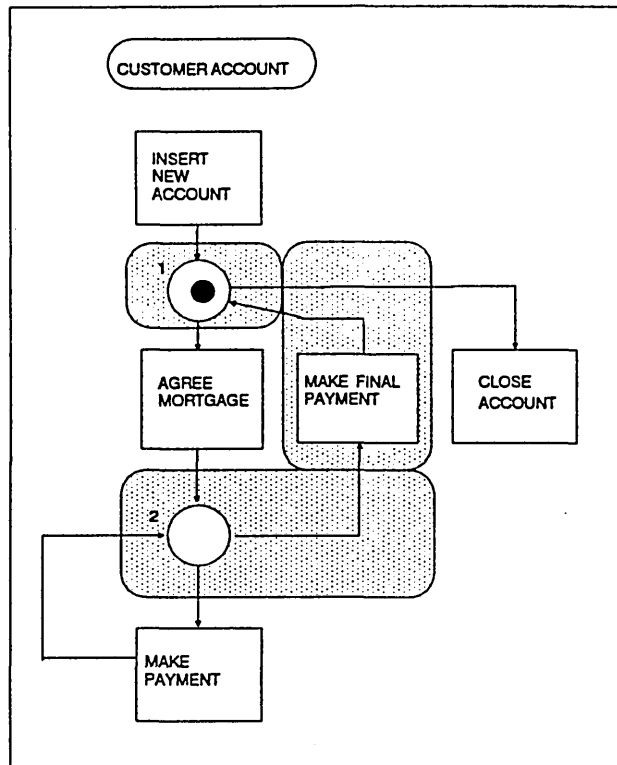 CUSTOMER ACCOUNT
INSERT
NEW
ACCOUNT
1
AGREE
MORTGAGE
MAKE FINAL
PAYMENT
CLOSE
ACCOUNT
2
MAKE
PAYMENT